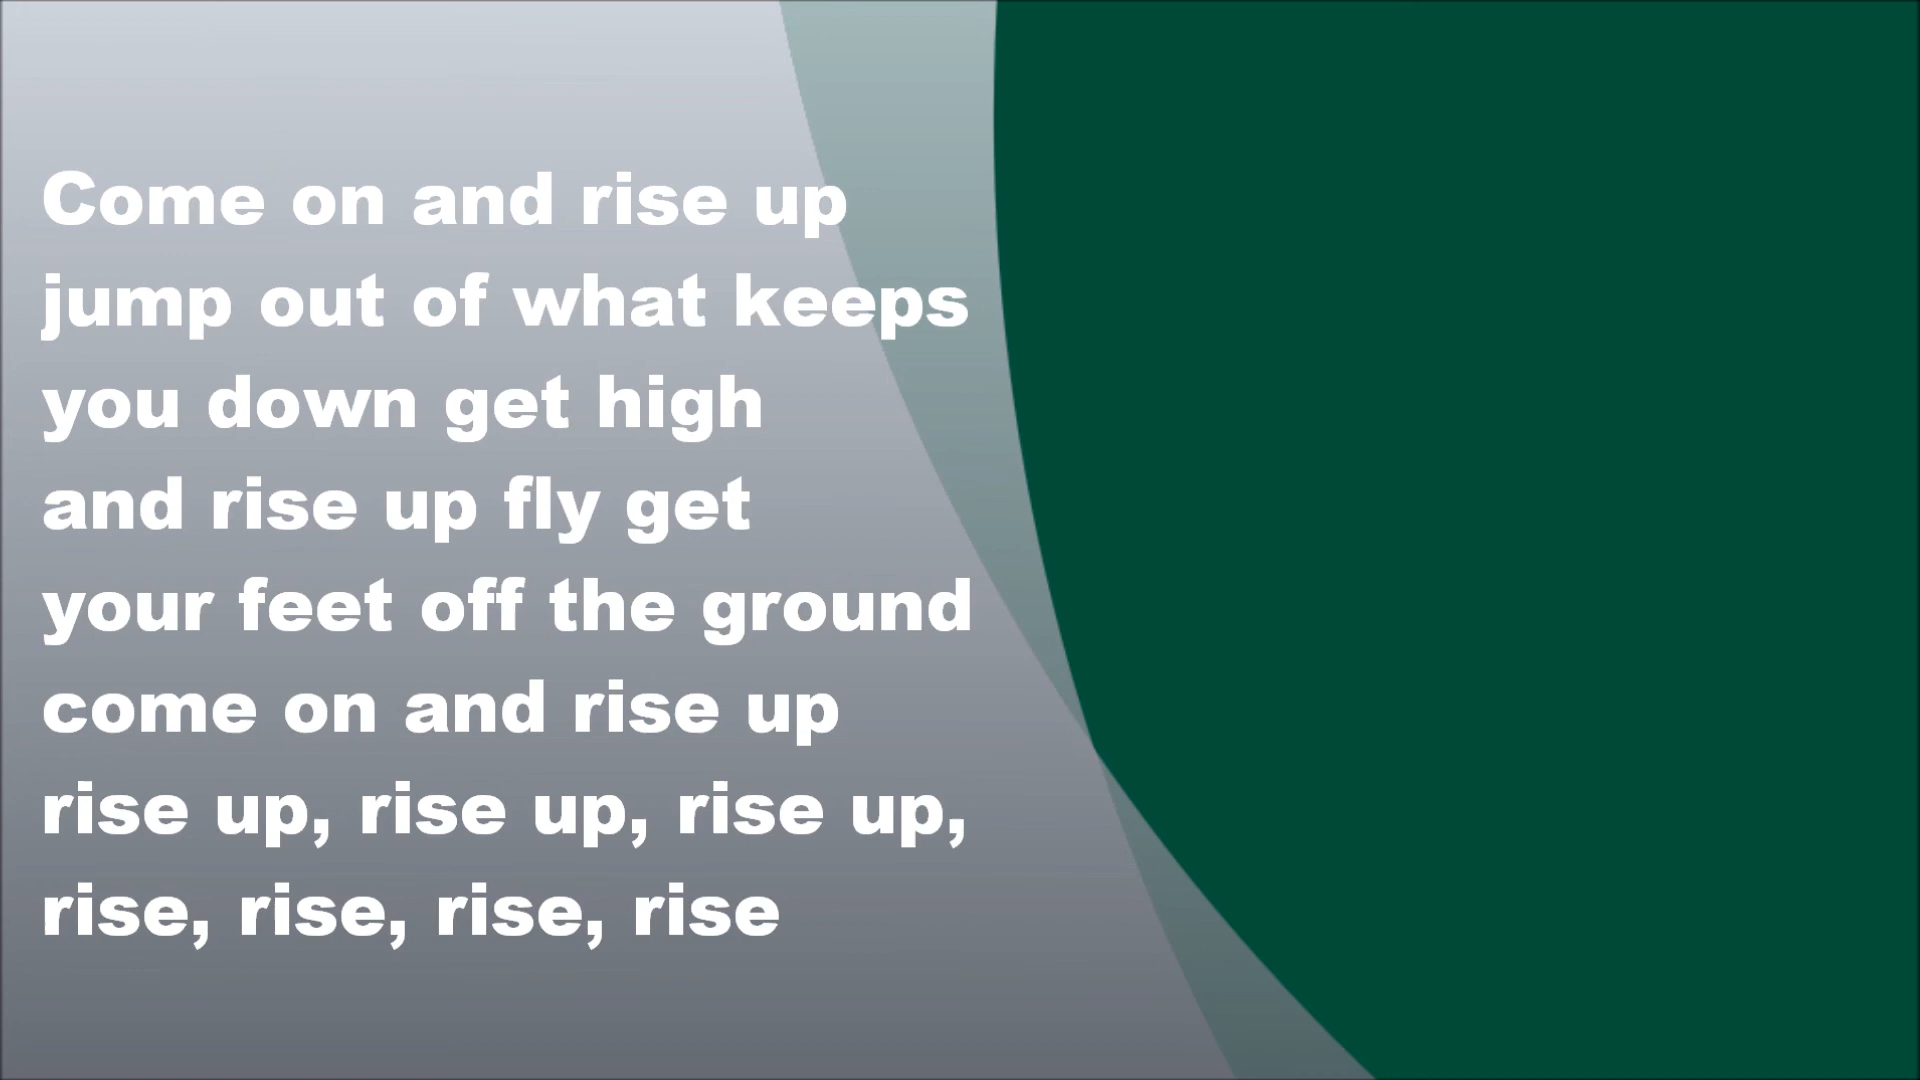 Come on and rise up
jump out of what keeps
you down get high
and rise up fly get
your feet off the ground
come on and rise up
rise up, rise up, rise up,
rise, rise, rise, rise